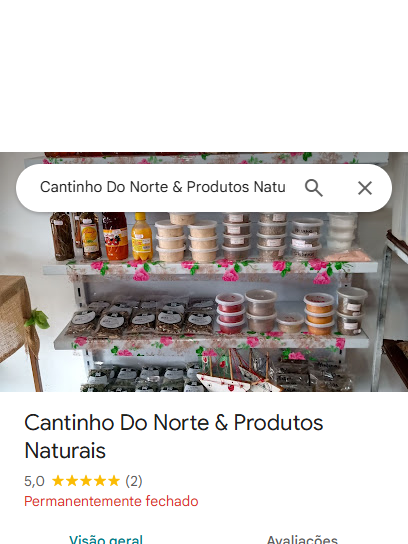 Cantinho Do Norte & Produtos Natu
Cantinho Do Norte & Produtos
Naturais
5,0 ★★★★★ (2)
Permanentemente fechado
Visão geral
Avaliações